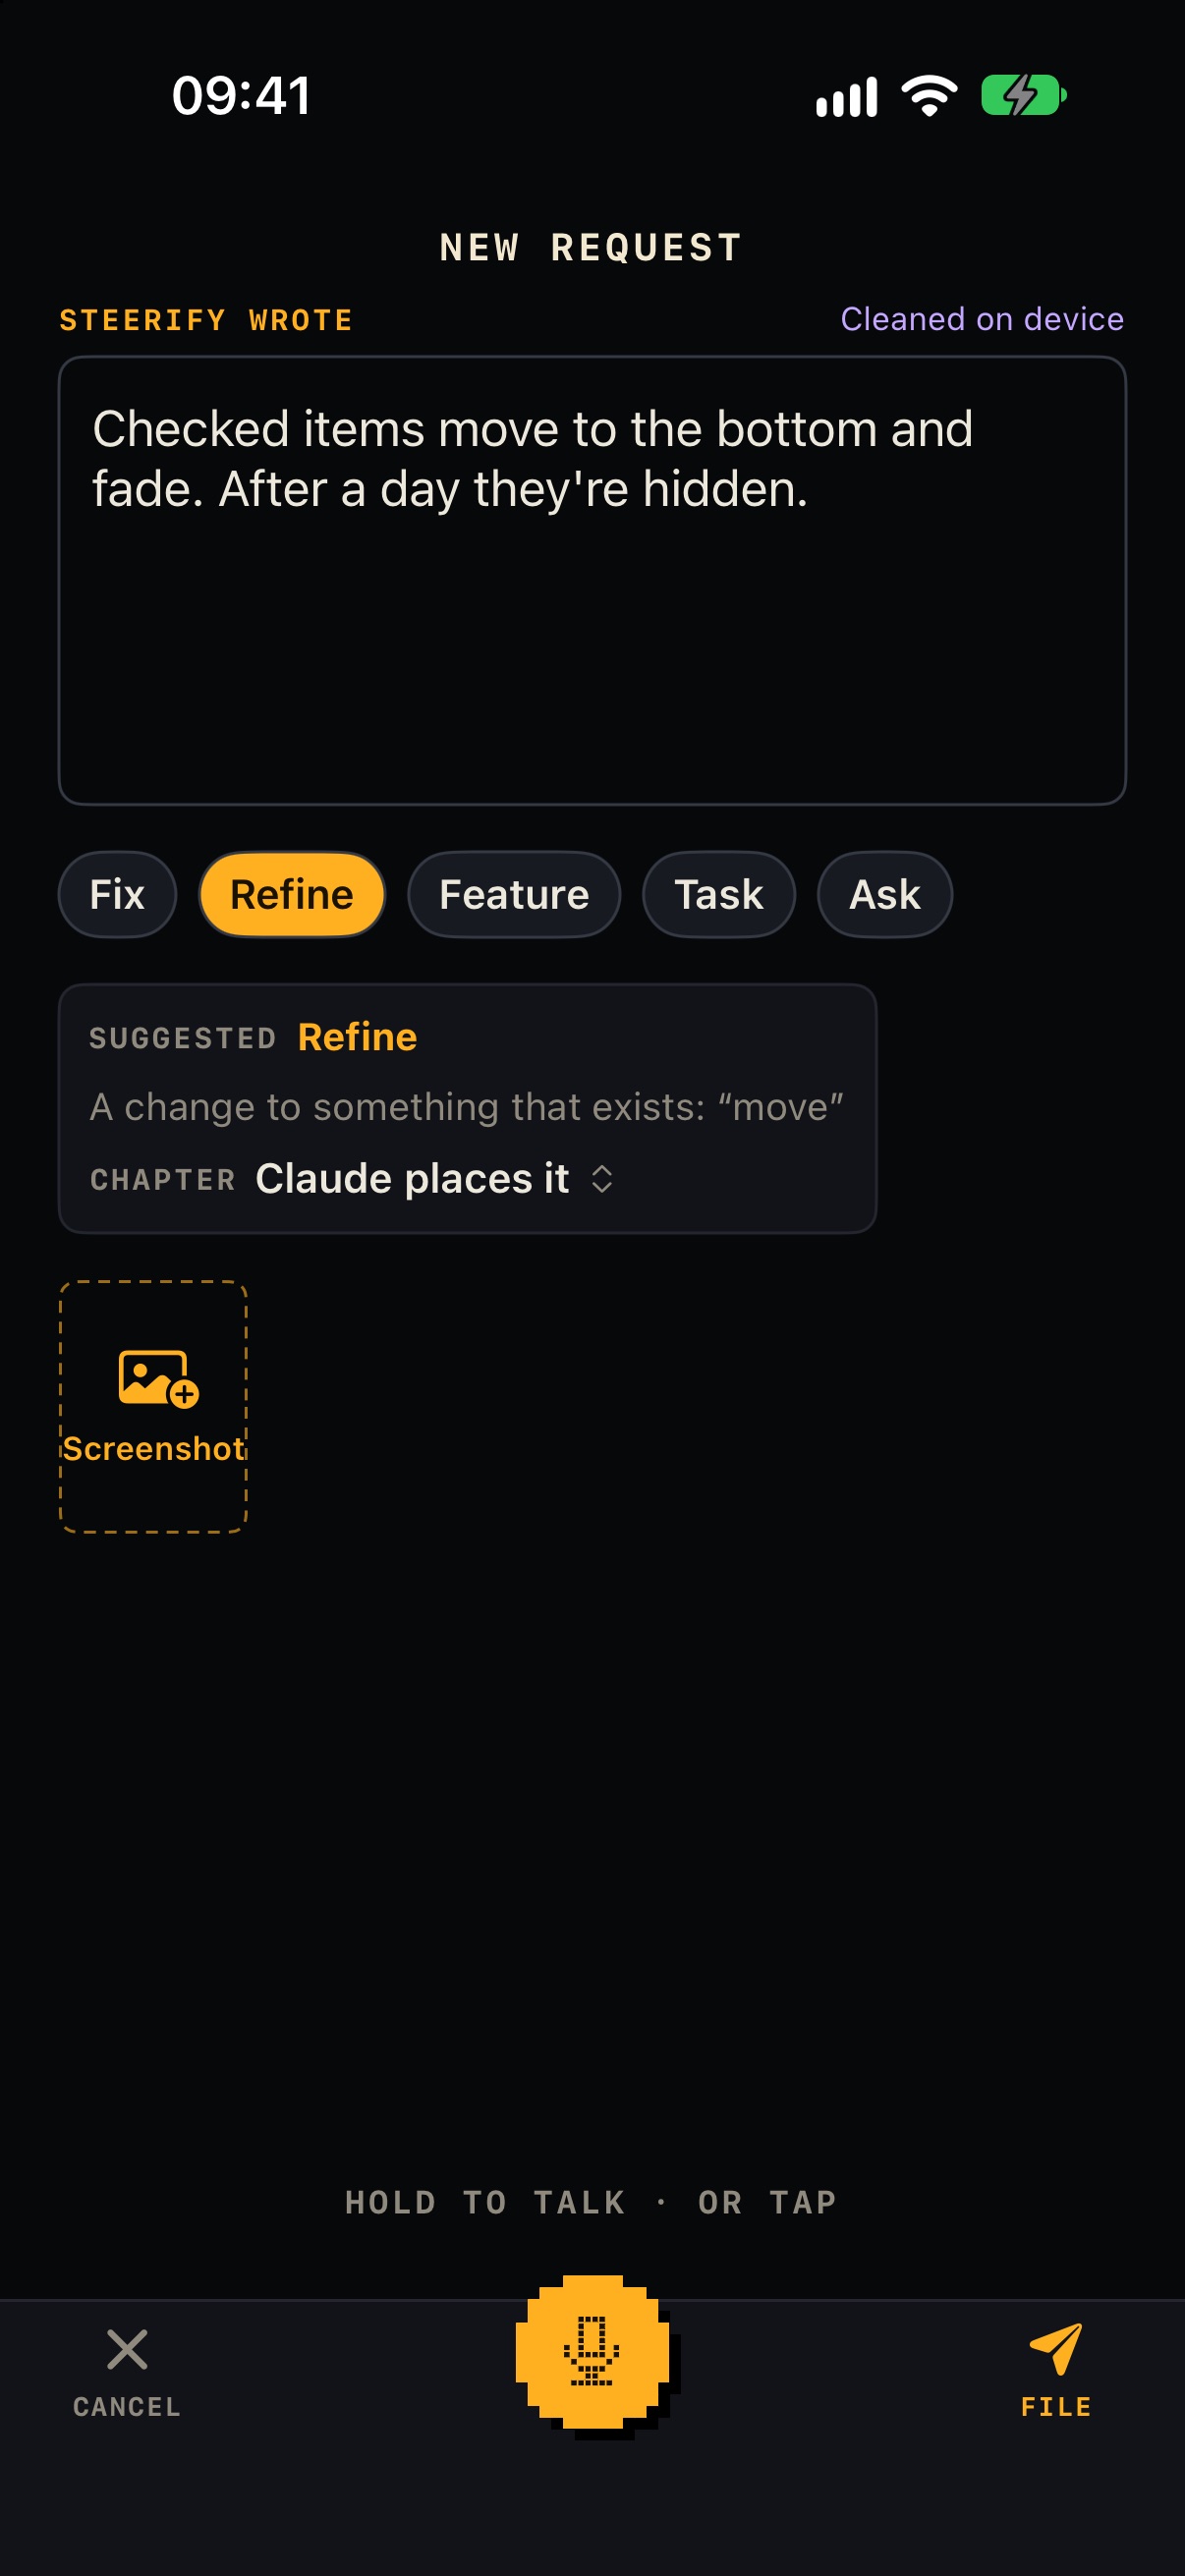 09:41
NEW REQUEST
STEERIFY WROTE
Cleaned on device
Checked items move to the bottom and
fade. After a day they're hidden.
Fix
Refine
Feature
Task
Ask
SUGGESTED Refine
A change to something that exists: “move”
CHAPTER Claude places it
Screenshot
HOLD TO TALK · OR TAP
CANCEL
FILE